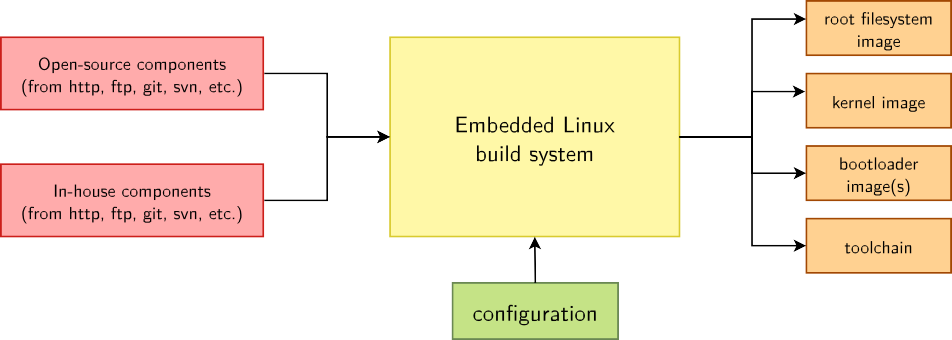 Open-source components
(from http, ftp, git, svn, etc.)
In-house components
(from http, ftp, git, svn, etc.)
Embedded Linux
build system
configuration
root filesystem
image
kernel image
bootloader
image(s)
toolchain